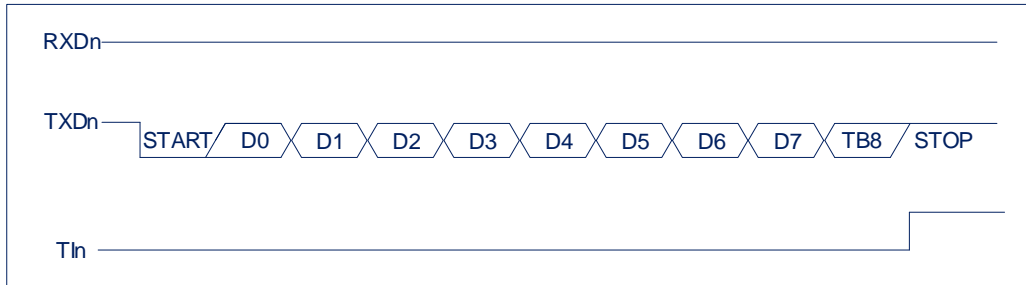 RXDn
TXDn
START D0 D1 D2 D3 D4 D5 D6 D7 TB8 STOP
TIn